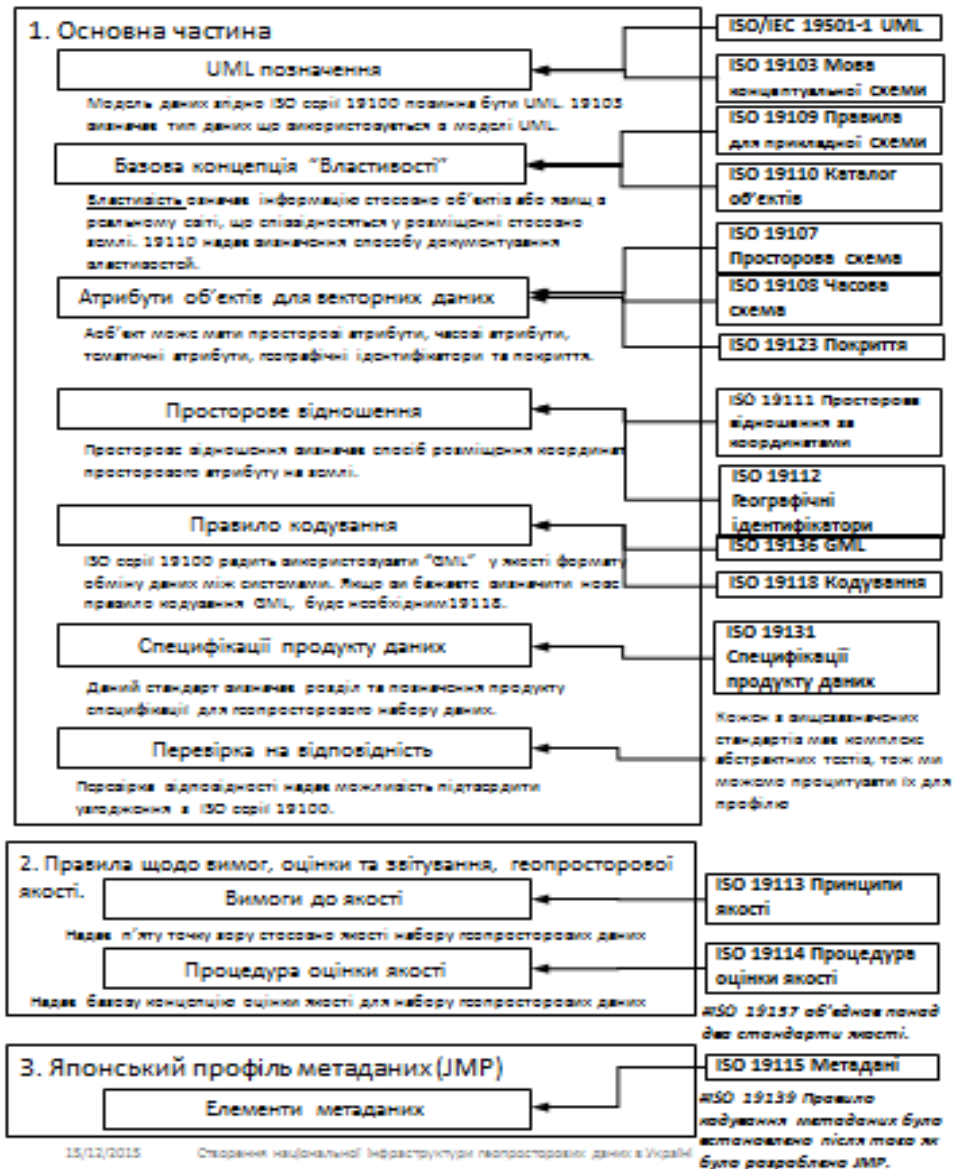 1. Основна частина
UML позначення
Модель даних згідно ISO серії 19100 повинна бути UML. 19103
визначає тип даних що використовується в моделі UML.
Базова концепція “Властивості”
Властивість означає інформацію стосовно об’єктів або явищ в
реальному світі, що співвідносяться у розміщенні стосовно
землі. 19110 надає визначення способу документування
властивостей.
Атрибути об’єктів для векторних даних
об’єкт може мати просторові атрибути, часові атрибути,
тематичні атрибути, географічні ідентифікатори та покриття.
Просторове відношення
Просторове відношення визначає спосіб розміщення координат
просторового атрибуту на землі.
Правило кодування
ISO серії 19100 радить використовувати “GML” у якості формату
обміну даних між системами. Якщо ви бажаєте визначити нове
правило кодування GML, буде необхідним19118.
Специфікації продукту даних
Даний стандарт визначає розділ та позначення продукту
специфікації для геопросторового набору даних.
Перевірка на відповідність
Перевірка відповідності надає можливість підтвердити
узгодження з ISO серії 19100.
ISO/IEC 19501-1 UML
ISO 19103 Мова
концептуальної схеми
ISO 19109 Правила
для прикладної схеми
ISO 19110 Каталог
об’єктів
ISO 19107
Просторова схема
ISO 19108 Часова
схема
ISO 19123 Покриття
ISO 19111 Просторове
відношення за
координатами
ISO 19112
Географічні
ідентифікатори
ISO 19136 GML
ISO 19118 Кодування
ISO 19131
Специфікації
продукту даних
Кожен з вищезазначених
стандартів має комплекс
абстрактних тестів, тож ми
можемо процитувати їх для
профілю
2. Правила щодо вимог, оцінки та звітування, геопросторової
якості.
Вимоги до якості
Надає п’яту точку зору стосовно якості набору геопросторових даних
Процедура оцінки якості
Надає базову концепцію оцінки якості для набору геопросторових даних
ISO 19113 Принципи
якості
ISO 19114 Процедура
оцінки якості
#ISO 19157 об’єднав понад
два стандарти якості.
3. Японський профіль метаданих(JMP)
Елементи метаданих
ISO 19115 Метадані
#ISO 19139 Правило
кодування метаданих було
встановлено після того як
було розроблено JMP.
15/12/2015
Створення національної інфраструктури геопросторових даних в Україні